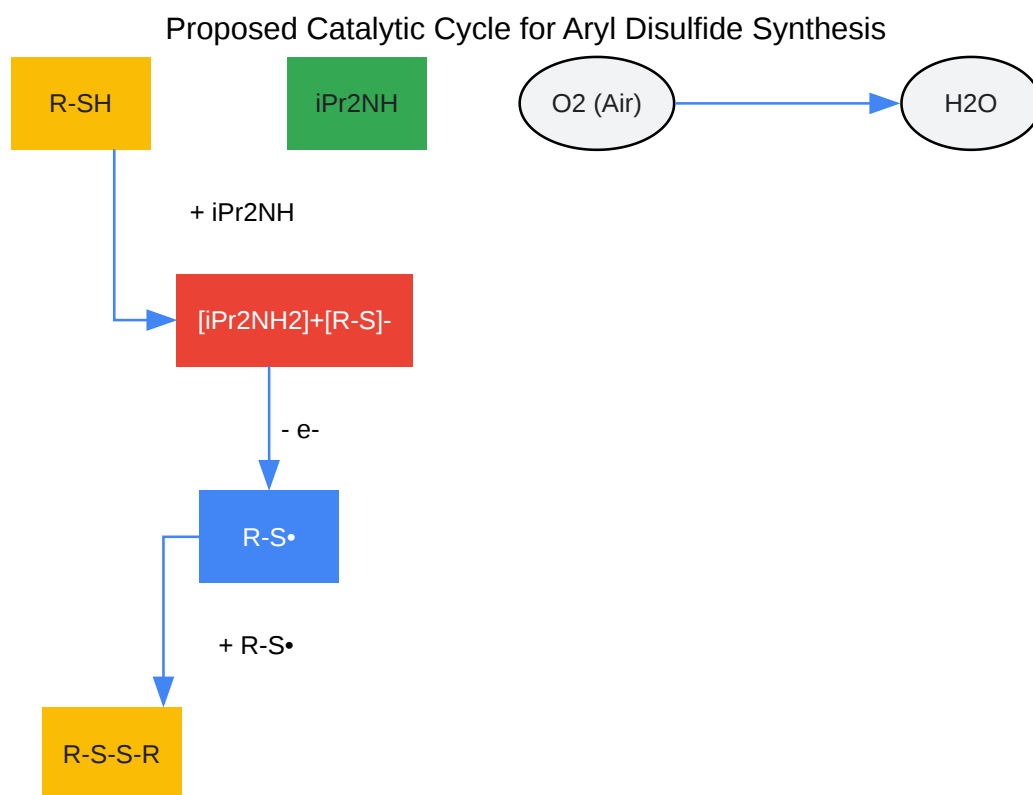 Proposed Catalytic Cycle for Aryl Disulfide Synthesis
R-SH
iPr2NH
O2 (Air)
H2O
+ iPr2NH
[iPr2NH2]+[R-S]-
- e-
R-S•
+ R-S•
R-S-S-R